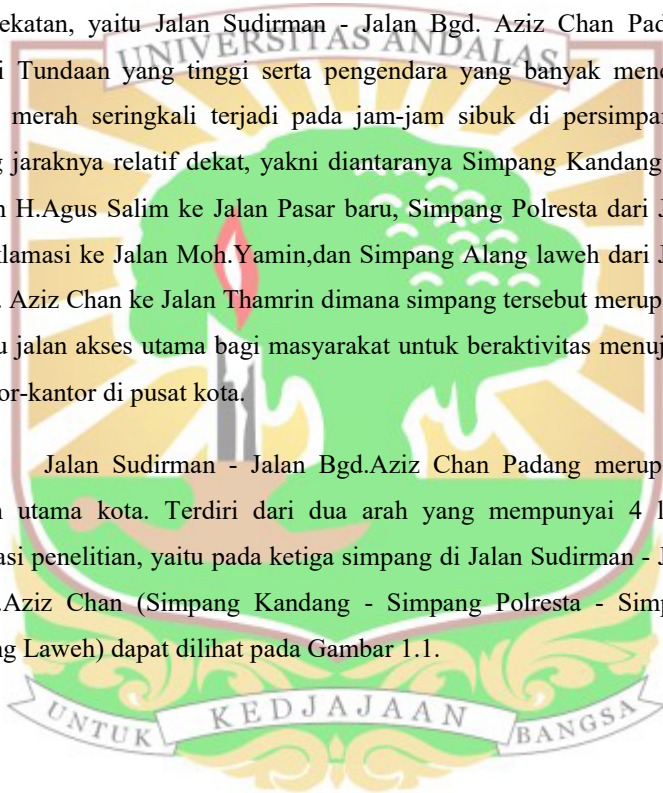 ekatan, yaitu Jalan Sudirman - Jalan Bgd. Aziz Chan Pad
UNIVERSITAS ANDALAS
i Tundaan yang tinggi serta pengendara yang banyak mene
merah seringkali terjadi pada jam-jam sibuk di persimpa
jaraknya relatif dekat, yakni diantaranya Simpang Kandang
H.Agus Salim ke Jalan Pasar baru, Simpang Polresta dari J
klamasi ke Jalan Moh.Yamin,dan Simpang Alang laweh dari J
. Aziz Chan ke Jalan Thamrin dimana simpang tersebut merup
u jalan akses utama bagi masyarakat untuk beraktivitas menuj
or-kantor di pusat kota.
Jalan Sudirman - Jalan Bgd.Aziz Chan Padang merup
utama kota. Terdiri dari dua arah yang mempunyai 4 l
asi penelitian, yaitu pada ketiga simpang di Jalan Sudirman - J
.Aziz Chan (Simpang Kandang - Simpang Polresta - Simp
ng Laweh) dapat dilihat pada Gambar 1.1.
UNTUK KEDJAJAAN BANGSA